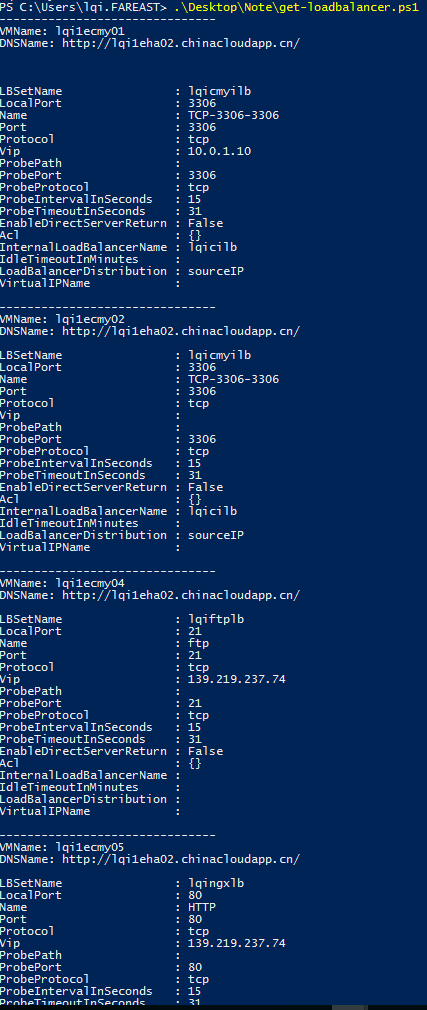 PS C:\Users\lqi.FAREAST> .\Desktop\Note\get-loadbalancer.ps1
-------------------------------
VMName: lqi1ecmy01
DNSName: http://lqi1eha02.chinacloudapp.cn/
LBSetName : lqicmyilb
LocalPort : 3306
Name : TCP-3306-3306
Port : 3306
Protocol : tcp
Vip : 10.0.1.10
ProbePath :
ProbePort : 3306
ProbeProtocol : tcp
ProbeIntervalInSeconds : 15
ProbeTimeoutInSeconds : 31
EnableDirectServerReturn : False
Acl : {}
InternalLoadBalancerName : lqicilb
IdleTimeoutInMinutes :
LoadBalancerDistribution : sourceIP
VirtualIPName :
-------------------------------
VMName: lqi1ecmy02
DNSName: http://lqi1eha02.chinacloudapp.cn/
LBSetName : lqicmyilb
LocalPort : 3306
Name : TCP-3306-3306
Port : 3306
Protocol : tcp
Vip :
ProbePath :
ProbePort : 3306
ProbeProtocol : tcp
ProbeIntervalInSeconds : 15
ProbeTimeoutInSeconds : 31
EnableDirectServerReturn : False
Acl : {}
InternalLoadBalancerName : lqicilb
IdleTimeoutInMinutes :
LoadBalancerDistribution : sourceIP
VirtualIPName :
-------------------------------
VMName: lqi1ecmy04
DNSName: http://lqi1eha02.chinacloudapp.cn/
LBSetName : lqiftplb
LocalPort : 21
Name : ftp
Port : 21
Protocol : tcp
Vip : 139.219.237.74
ProbePath :
ProbePort : 21
ProbeProtocol : tcp
ProbeIntervalInSeconds : 15
ProbeTimeoutInSeconds : 31
EnableDirectServerReturn : False
Acl : {}
InternalLoadBalancerName :
IdleTimeoutInMinutes :
LoadBalancerDistribution :
VirtualIPName :
-------------------------------
VMName: lqi1ecmy05
DNSName: http://lqi1eha02.chinacloudapp.cn/
LBSetName : lqingxlb
LocalPort : 80
Name : HTTP
Port : 80
Protocol : tcp
Vip : 139.219.237.74
ProbePath :
ProbePort : 80
ProbeProtocol : tcp
ProbeIntervalInSeconds : 15
ProbeTimeoutInSeconds : 31